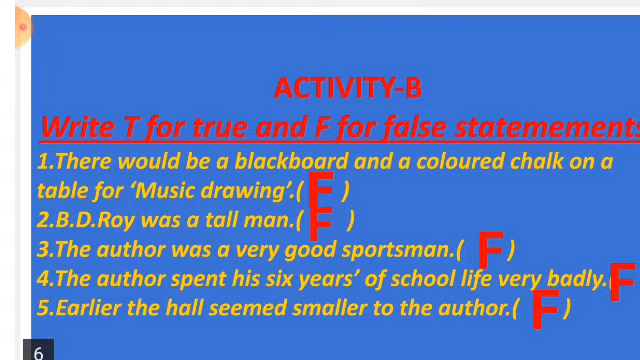 ACTIVITY-B
Write T for true and F for false statemements
1.There would be a blackboard and a coloured chalk on a
table for ‘Music drawing’.( F )
2.B.D.Roy was a tall man.( F )
3.The author was a very good sportsman.( F )
4.The author spent his six years’ of school life very badly.( F
5.Earlier the hall seemed smaller to the author.( F )
6